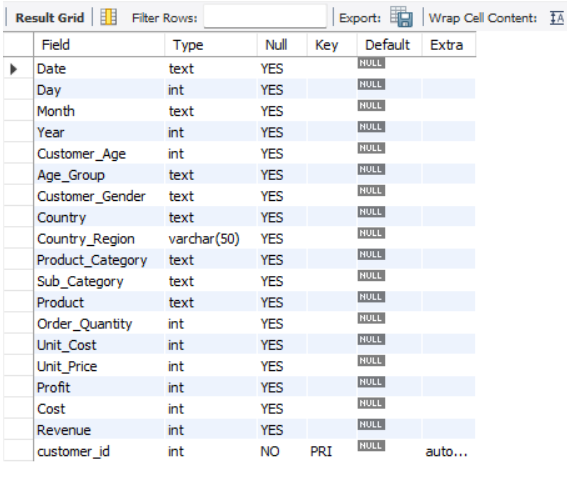 Result Grid Filter Rows: Export: Wrap Cell Content: IA
Field Type Null Key Default Extra
Date text YES NULL
Day int YES NULL
Month text YES NULL
Year int YES NULL
Customer_Age int YES NULL
Age_Group text YES NULL
Customer_Gender text YES NULL
Country text YES NULL
Country_Region varchar(50) YES NULL
Product_Category text YES NULL
Sub_Category text YES NULL
Product text YES NULL
Order_Quantity int YES NULL
Unit_Cost int YES NULL
Unit_Price int YES NULL
Profit int YES NULL
Cost int YES NULL
Revenue int YES NULL
customer_id int NO PRI NULL auto...